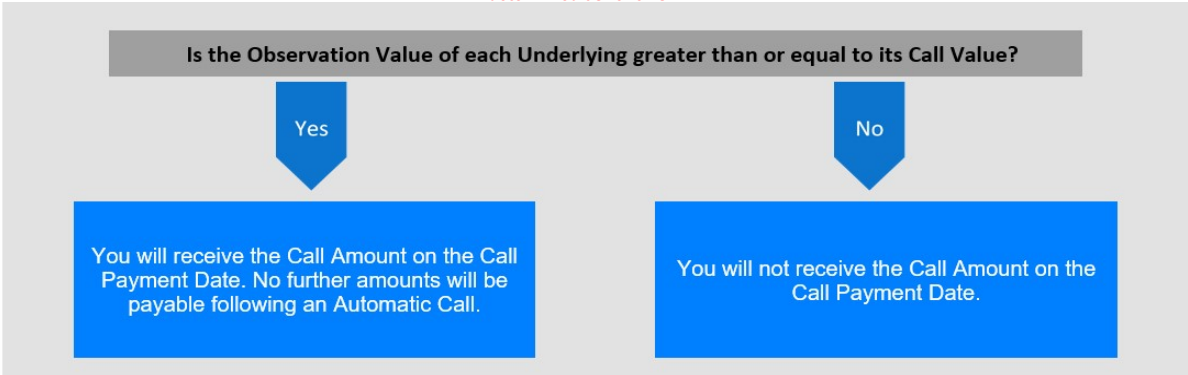 Is the Observation Value of each Underlying greater than or equal to its Call Value?
Yes
No
You will receive the Call Amount on the Call
Payment Date. No further amounts will be
payable following an Automatic Call.
You will not receive the Call Amount on the
Call Payment Date.